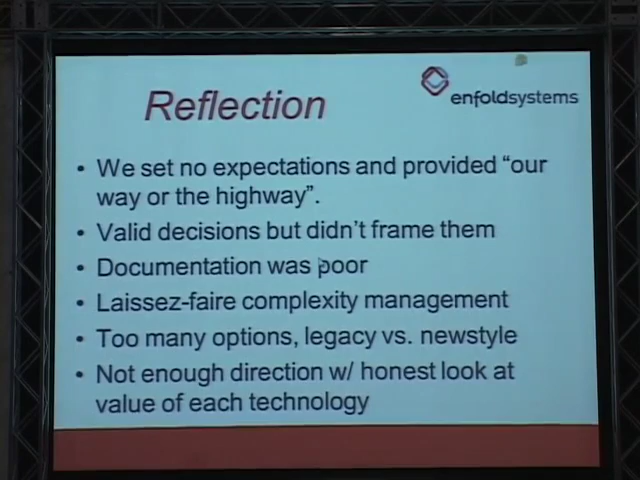 Reflection
enfoldsystems
• We set no expectations and provided “our
way or the highway”.
• Valid decisions but didn’t frame them
• Documentation was poor
• Laissez-faire complexity management
• Too many options, legacy vs. newstyle
• Not enough direction w/ honest look at
value of each technology